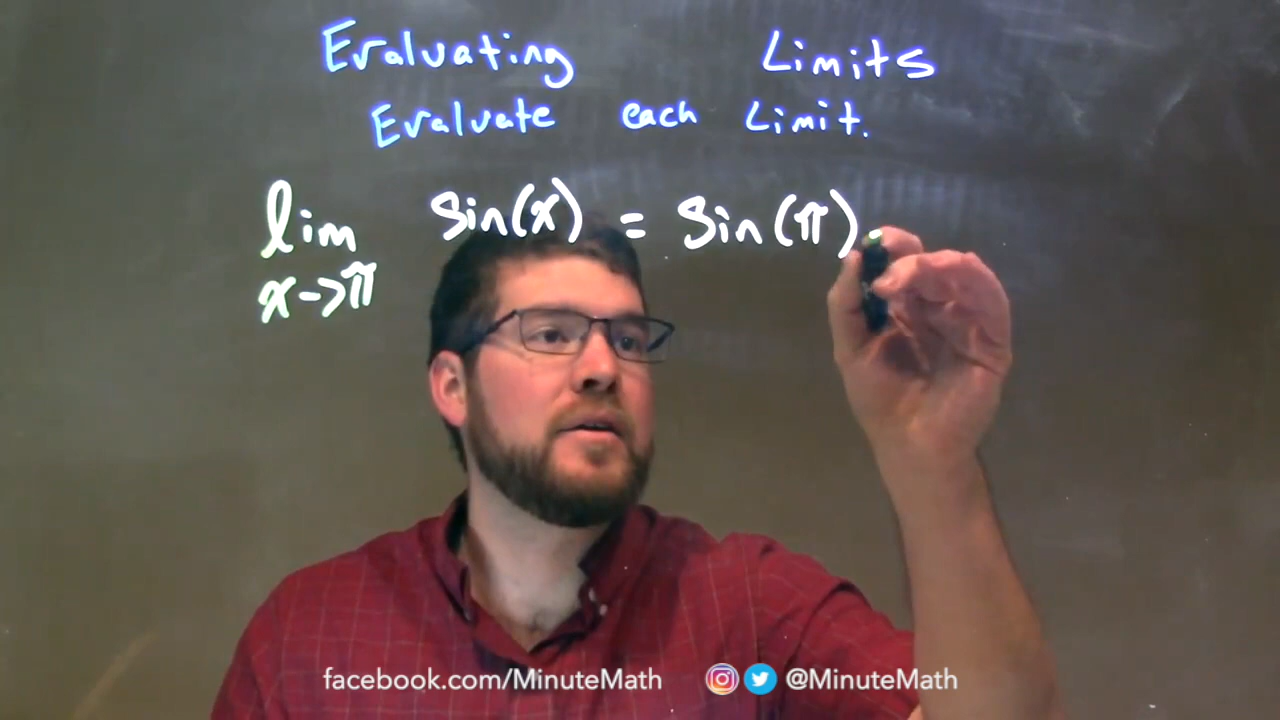 Evaluating Limits
Evaluate each Limit.
lim sin(x) = sin(π)
x→π
facebook.com/MinuteMath @MinuteMath